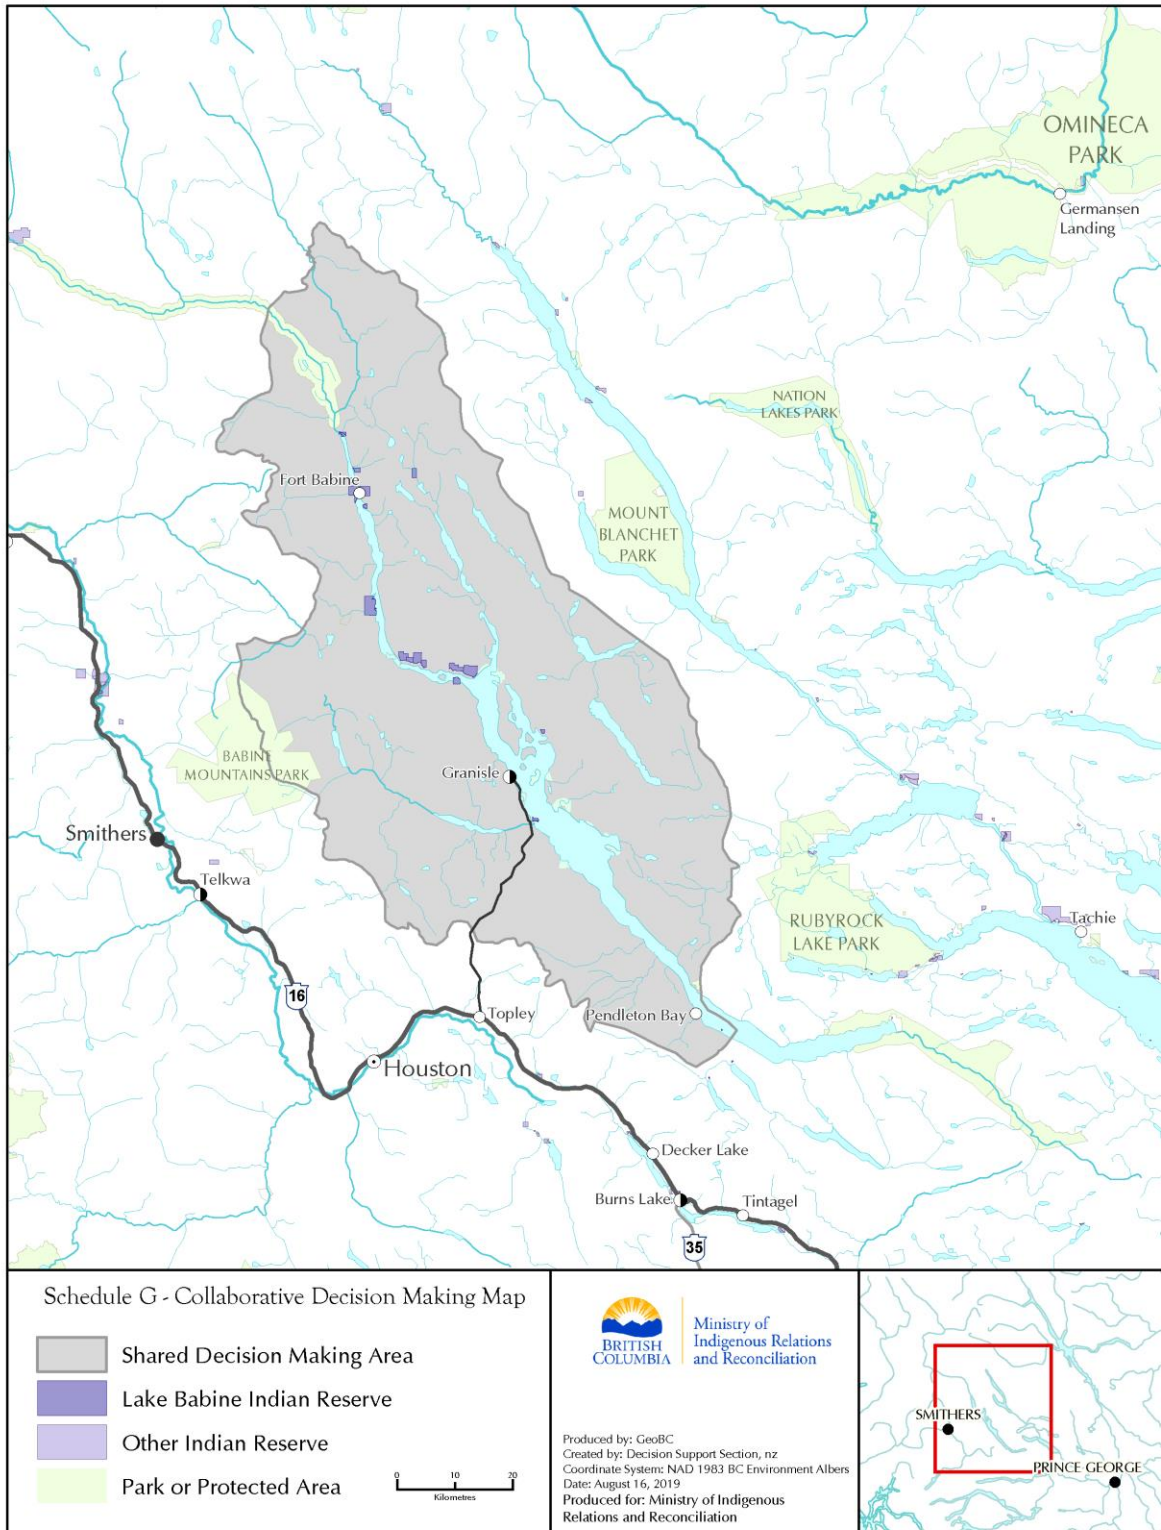 OMINECA
PARK
Germansen
Landing
NATION
LAKES PARK
Fort Babine
MOUNT
BLANCHET
PARK
BABINE
MOUNTAINS PARK
Granisle
Smithers
Telkwa
RUBYROCK
LAKE PARK
Tachie
16
Topley
Pendleton Bay
Houston
Decker Lake
Burns Lake
Tintagel
35
Schedule G - Collaborative Decision Making Map
Shared Decision Making Area
Lake Babine Indian Reserve
Other Indian Reserve
Park or Protected Area
0 10 20
Kilometres
BRITISH
COLUMBIA
Ministry of
Indigenous Relations
and Reconciliation
Produced by: GeoBC
Created by: Decision Support Section, nz
Coordinate System: NAD 1983 BC Environment Albers
Date: August 16, 2019
Produced for: Ministry of Indigenous
Relations and Reconciliation
SMITHERS
PRINCE GEORGE